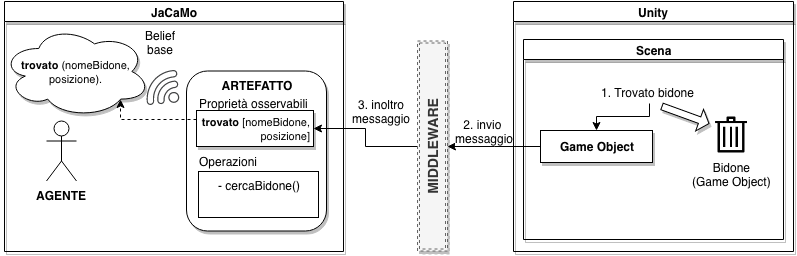 JaCaMo
Belief
base
trovato (nomeBidone,
posizione).
AGENTE
ARTEFATTO
Proprietà osservabili
trovato [nomeBidone,
posizione]
Operazioni
- cercaBidone()
3. inoltro
messaggio
MIDDLEWARE
2. invio
messaggio
Unity
Scena
1. Trovato bidone
Game Object
Bidone
(Game Object)